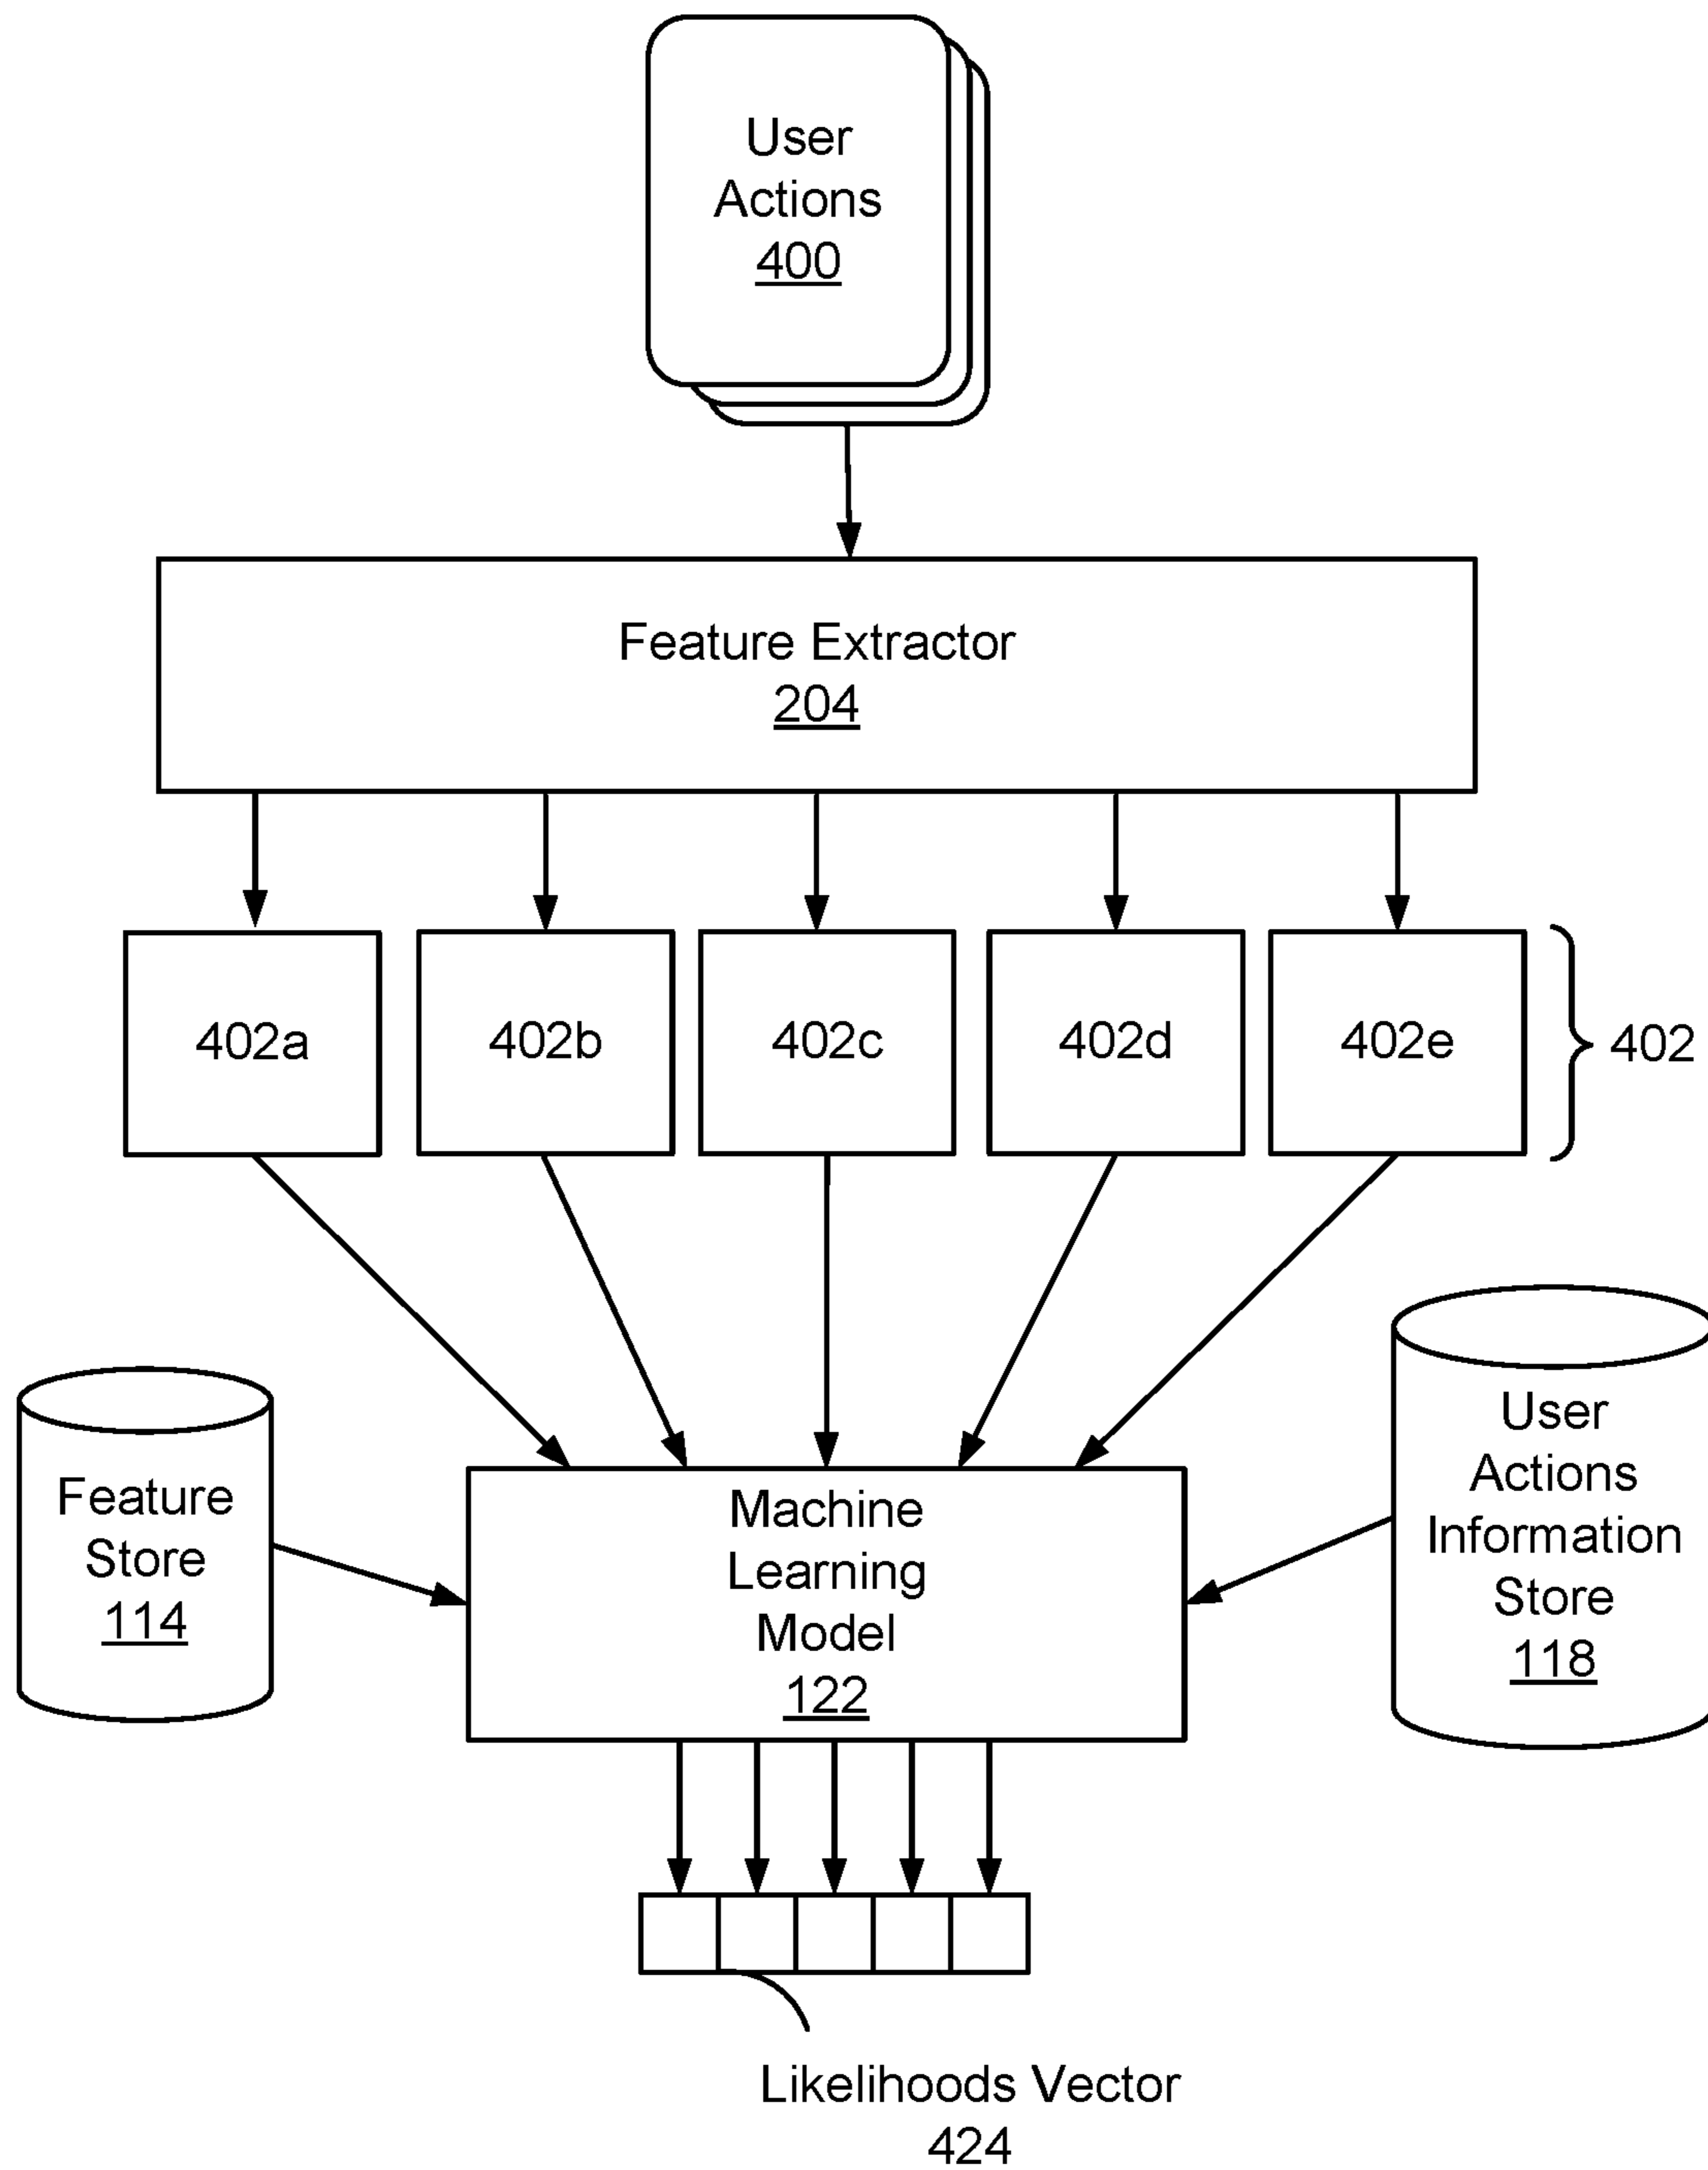 User
Actions
400
Feature Extractor
204
402a
402b
402c
402d
402e
402
Feature
Store
114
Machine
Learning
Model
122
User
Actions
Information
Store
118
Likelihoods Vector
424